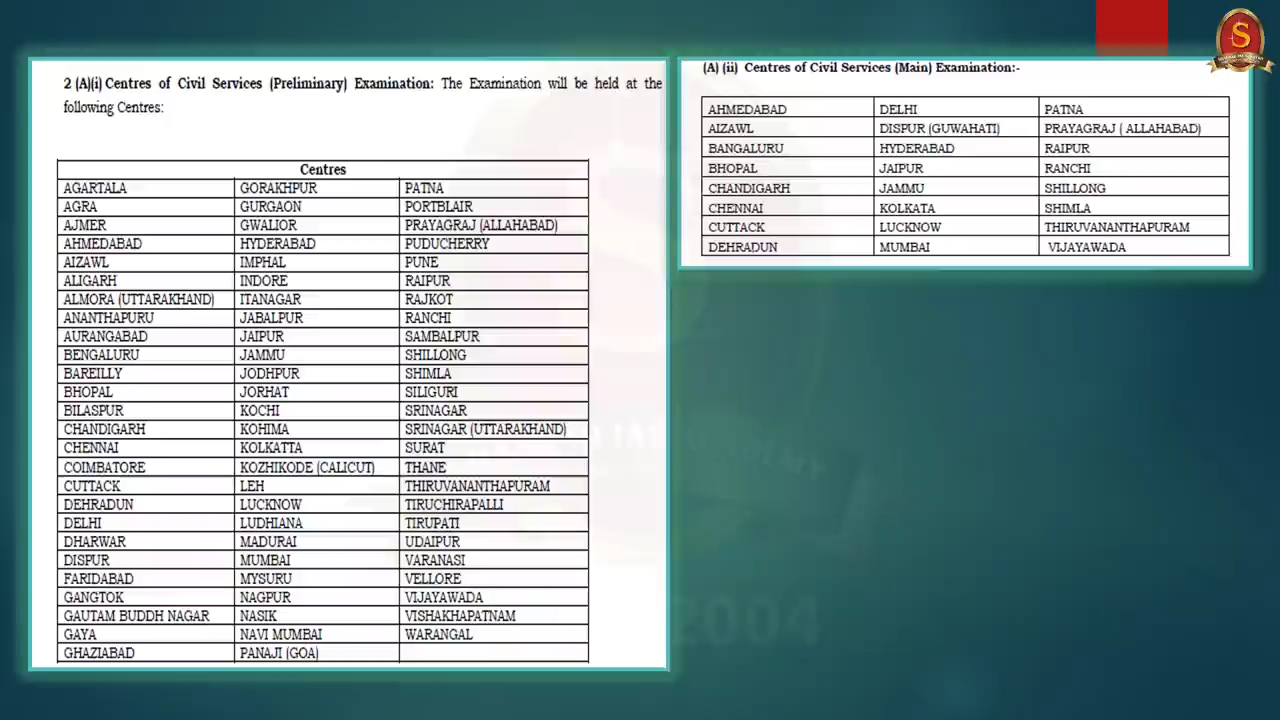 2 (A)(i) Centres of Civil Services (Preliminary) Examination: The Examination will be held at the
following Centres:
Centres
AGARTALA GORAKHPUR PATNA
AGRA GURGAON PORTBLAIR
AJMER GWALIOR PRAYAGRAJ (ALLAHABAD)
AHMEDABAD HYDERABAD PUDUCHERRY
AIZAWL IMPHAL PUNE
ALIGARH INDORE RAIPUR
ALMORA (UTTARAKHAND) ITANAGAR RAJKOT
ANANTHAPURU JABALPUR RANCHI
AURANGABAD JAIPUR SAMBALPUR
BENGALURU JAMMU SHILLONG
BAREILLY JODHPUR SHIMLA
BHOPAL JORHAT SILIGURI
BILASPUR KOCHI SRINAGAR
CHANDIGARH KOHIMA SRINAGAR (UTTARAKHAND)
CHENNAI KOLKATTA SURAT
COIMBATORE KOZHIKODE (CALICUT) THANE
CUTTACK LEH THIRUVANANTHAPURAM
DEHRADUN LUCKNOW TIRUCHIRAPALLI
DELHI LUDHIANA TIRUPATI
DHARWAR MADURAI UDAIPUR
DISPUR MUMBAI VARANASI
FARIDABAD MYSURU VELLORE
GANGTOK NAGPUR VIJAYAWADA
GAUTAM BUDDH NAGAR NASIK VISHAKHAPATNAM
GAYA NAVI MUMBAI WARANGAL
GHAZIABAD PANAJI (GOA)
(A) (ii) Centres of Civil Services (Main) Examination:-
AHMEDABAD DELHI PATNA
AIZAWL DISPUR (GUWAHATI) PRAYAGRAJ ( ALLAHABAD)
BANGALURU HYDERABAD RAIPUR
BHOPAL JAIPUR RANCHI
CHANDIGARH JAMMU SHILLONG
CHENNAI KOLKATA SHIMLA
CUTTACK LUCKNOW THIRUVANANTHAPURAM
DEHRADUN MUMBAI VIJAYAWADA
S
2004